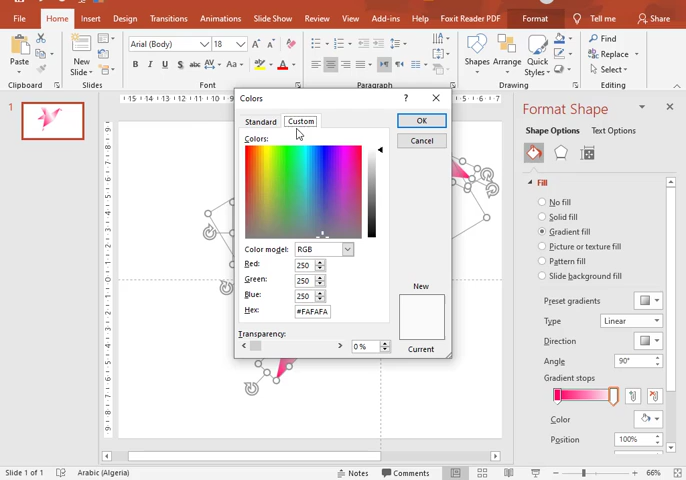 File Home Insert Design Transitions Animations Slide Show Review View Add-ins Help Foxit Reader PDF Format Tell me Share
Arial (Body) 18
Find
Replace
Select
Paste New Slide Shapes Arrange Quick Styles
B I U S abc AV Aa A
Clipboard Slides Font Paragraph Drawing Editing
Colors ? ×
Standard Custom
OK
Cancel
Colors:
Color model: RGB
Red: 250
Green: 250
Blue: 250
Hex: #FAFAFA
New
Current
Transparency:
0 %
1
Format Shape
Shape Options Text Options
Fill
No fill
Solid fill
Gradient fill
Picture or texture fill
Pattern fill
Slide background fill
Preset gradients
Type Linear
Direction
Angle 90°
Gradient stops
Color
Position 100%
Slide 1 of 1 Arabic (Algeria) Notes Comments 66%